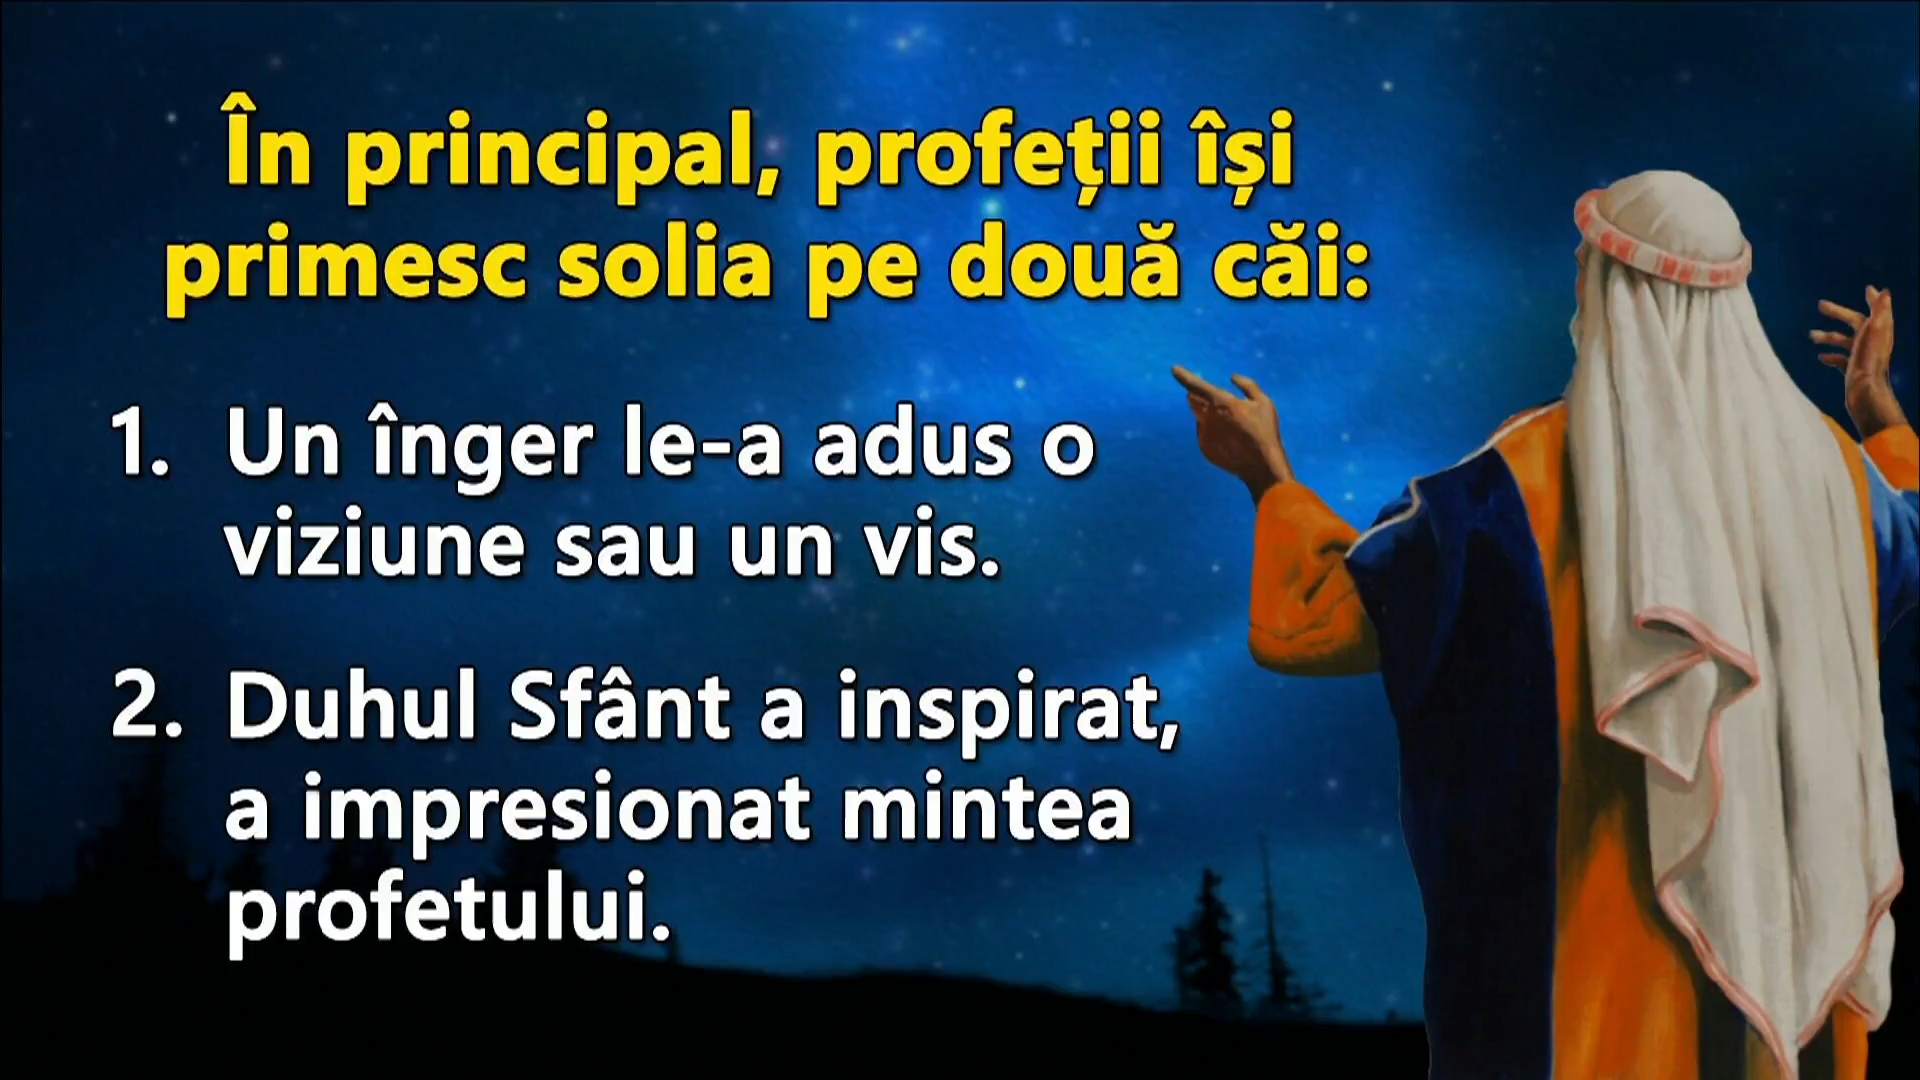 În principal, profeții își
primesc solia pe două căi:
1. Un înger le-a adus o
viziune sau un vis.
2. Duhul Sfânt a inspirat,
a impresionat mintea
profetului.